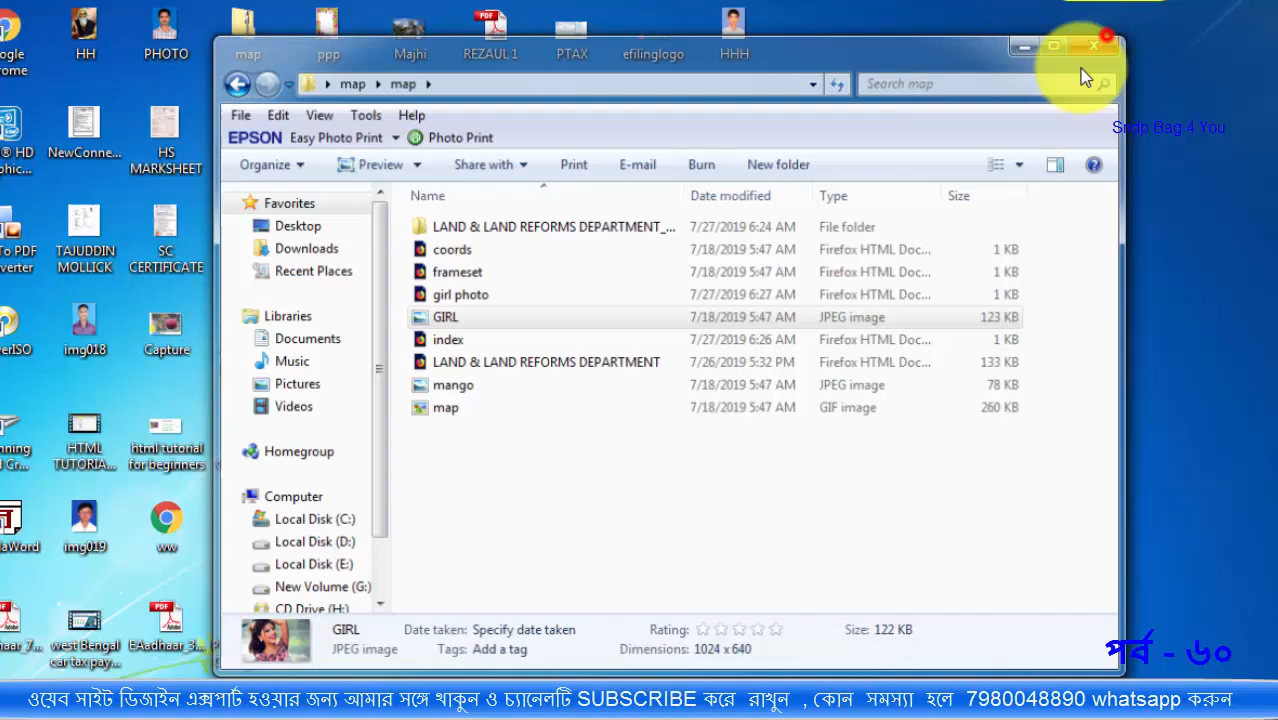 HH
PHOTO
map
ppp
Majhi
REZAUL 1
PTAX
efilinglogo
HHH
ogle
rome
map
map
Search map
File Edit View Tools Help
EPSON Easy Photo Print Photo Print
Sndp Bag 4 You
Organize Preview Share with Print E-mail Burn New folder
® HD
phic...
NewConne...
HS
MARKSHEET
Name Date modified Type Size
Favorites
Desktop
Downloads
Recent Places
Libraries
Documents
Music
Pictures
Videos
Homegroup
Computer
Local Disk (C:)
Local Disk (D:)
Local Disk (E:)
New Volume (G:)
CD Drive (H:)
LAND & LAND REFORMS DEPARTMENT_... 7/27/2019 6:24 AM File folder
coords 7/18/2019 5:47 AM Firefox HTML Doc... 1 KB
frameset 7/18/2019 5:47 AM Firefox HTML Doc... 1 KB
girl photo 7/27/2019 6:27 AM Firefox HTML Doc... 1 KB
GIRL 7/18/2019 5:47 AM JPEG image 123 KB
index 7/27/2019 6:26 AM Firefox HTML Doc... 1 KB
LAND & LAND REFORMS DEPARTMENT 7/26/2019 5:32 PM Firefox HTML Doc... 133 KB
mango 7/18/2019 5:47 AM JPEG image 78 KB
map 7/18/2019 5:47 AM GIF image 260 KB
To PDF
verter
TAJUDDIN
MOLLICK
SC
CERTIFICATE
verISO
img018
Capture
nning
d Cr...
HTML
TUTORIA...
html tutorial
for beginners
laWord
img019
ww
haar_7...
west Bengal
car tax pay...
EAadhaar_3...
GIRL Date taken: Specify date taken Rating: Size: 122 KB
JPEG image Tags: Add a tag Dimensions: 1024 x 640
পর্ব - ৬০
ওয়েব সাইট ডিজাইন এক্সপার্ট হওয়ার জন্য আমার সঙ্গে থাকুন ও চ্যানেলটি SUBSCRIBE করে রাখুন , কোন সমস্যা হলে 7980048890 whatsapp করুন